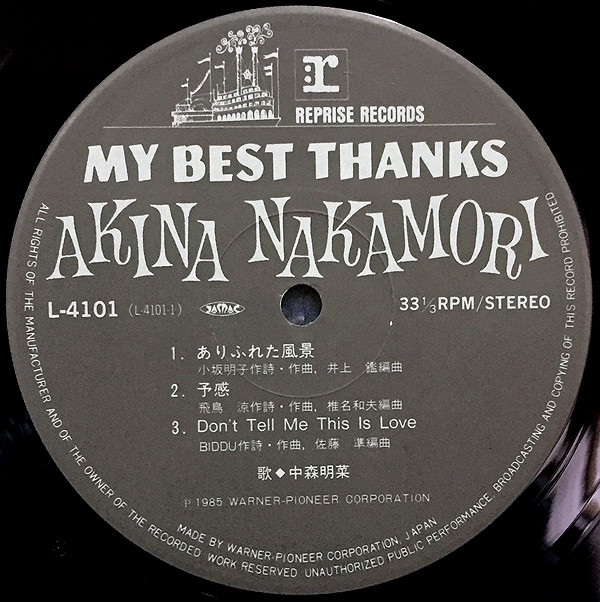 r
REPRISE RECORDS
MY BEST THANKS
AKINA NAKAMORI
L-4101 (L-4101-1) JASRAC 33⅓RPM/STEREO
1. ありふれた風景
小坂明子作詩・作曲、井上 鑑編曲
2. 予感
飛鳥 涼作詩・作曲、椎名和夫編曲
3. Don't Tell Me This Is Love
BIDDU作詩・作曲、佐藤 準編曲
歌◆中森明菜
℗1985 WARNER-PIONEER CORPORATION
MADE BY WARNER-PIONEER CORPORATION, JAPAN
ALL RIGHTS OF THE MANUFACTURER AND OF THE OWNER OF THE RECORDED WORK RESERVED UNAUTHORIZED PUBLIC PERFORMANCE, BROADCASTING AND COPYING OF THIS RECORD PROHIBITED